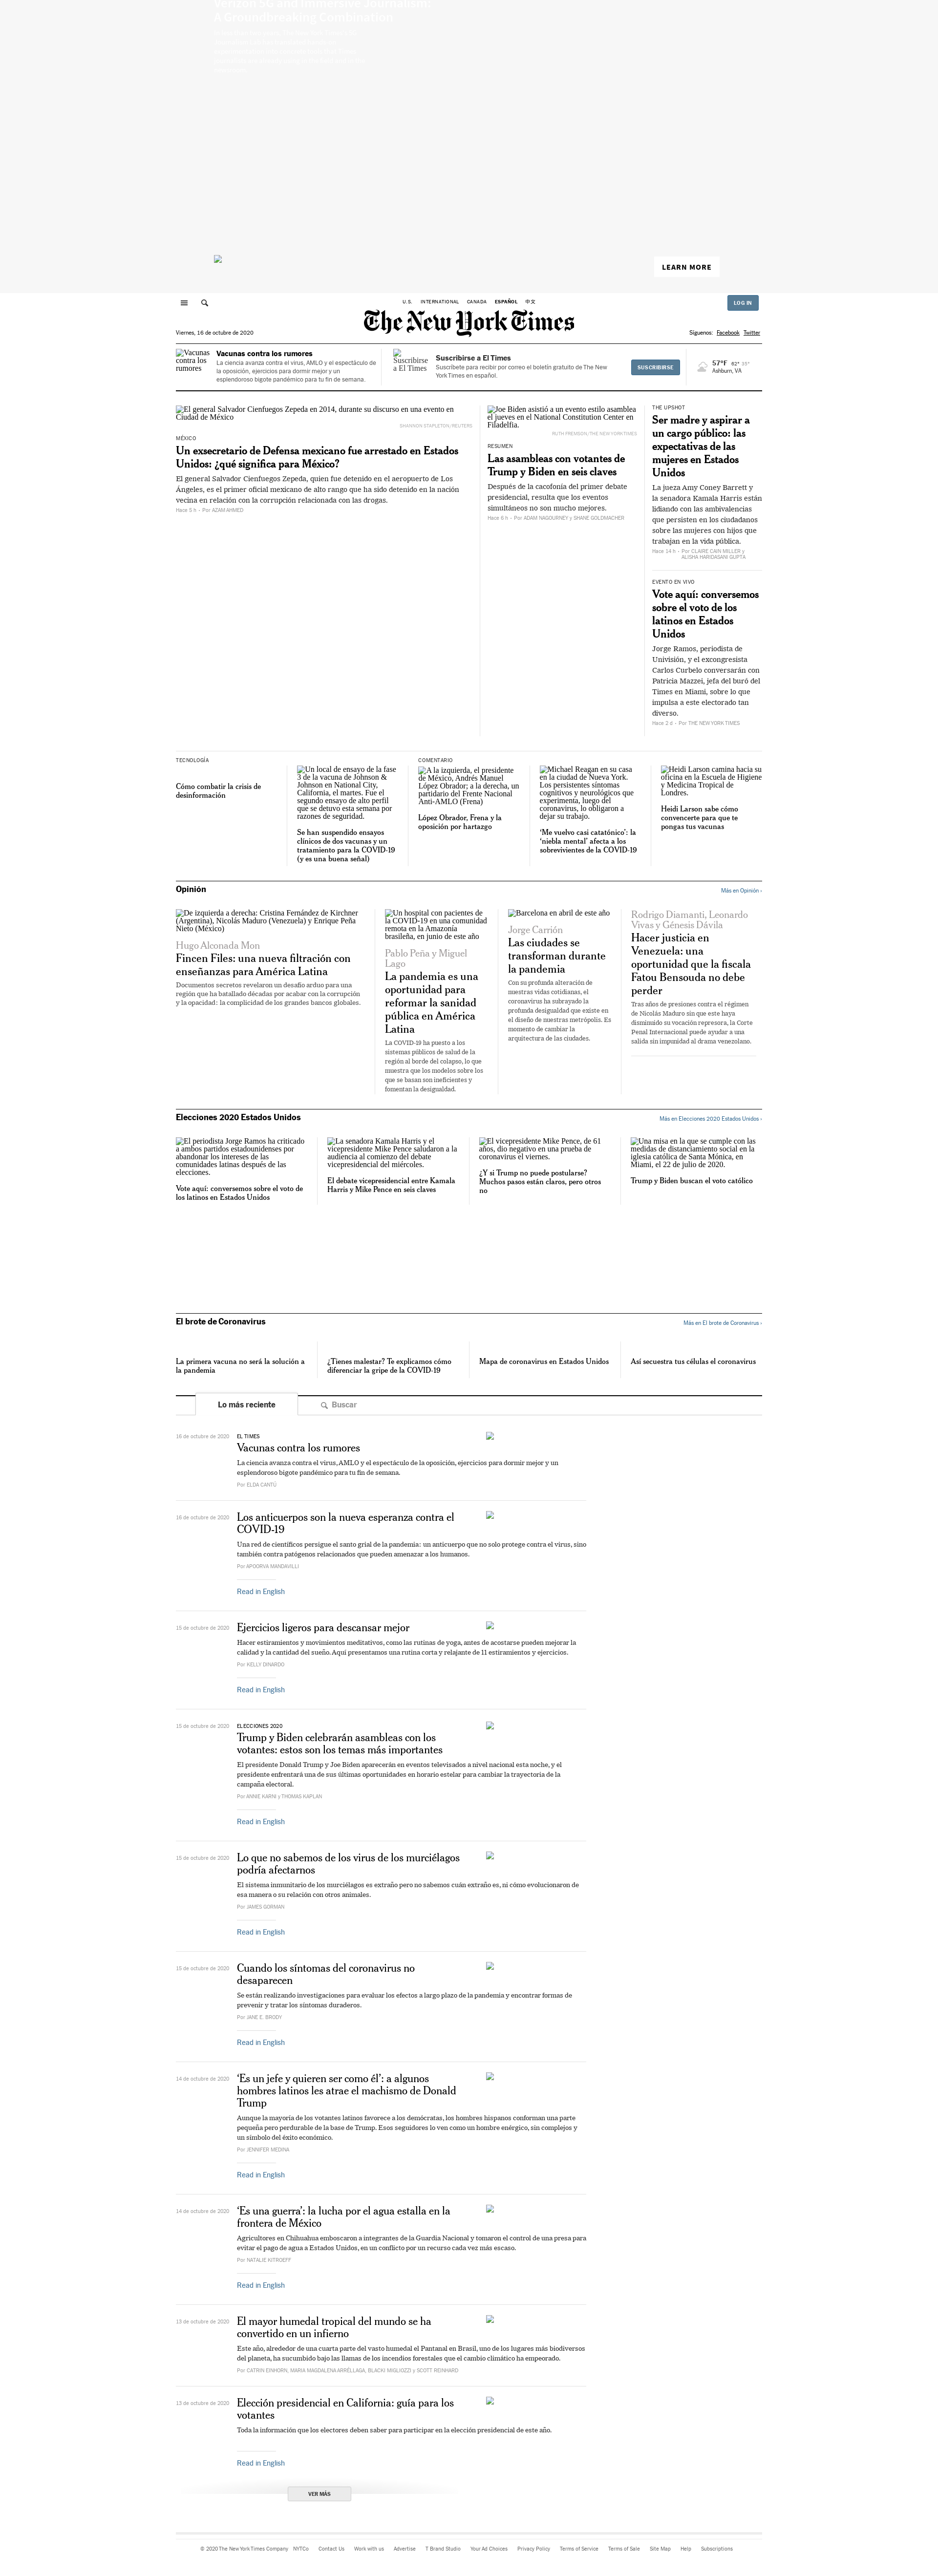 Verizon 5G and Immersive Journalism:
A Groundbreaking Combination
LEARN MORE
U.S. INTERNATIONAL CANADA ESPAÑOL 中文
LOG IN
The New York Times
Viernes, 16 de octubre de 2020
Síguenos: Facebook Twitter
Vacunas contra los rumores
Vacunas contra los rumores
La ciencia avanza contra el virus, AMLO y el espectáculo de la oposición, ejercicios para dormir mejor y un esplendoroso bigote pandémico para tu fin de semana.
Suscribirse a El Times
Suscribirse a El Times
Suscríbete para recibir por correo el boletín gratuito de The New York Times en español.
SUSCRIBIRSE
57°F 62° 35°
Ashburn, VA
El general Salvador Cienfuegos Zepeda en 2014, durante su discurso en una evento en Ciudad de México
SHANNON STAPLETON/REUTERS
MÉXICO
Un exsecretario de Defensa mexicano fue arrestado en Estados Unidos: ¿qué significa para México?
El general Salvador Cienfuegos Zepeda, quien fue detenido en el aeropuerto de Los Ángeles, es el primer oficial mexicano de alto rango que ha sido detenido en la nación vecina en relación con la corrupción relacionada con las drogas.
Hace 5 h - Por AZAM AHMED
Joe Biden asistió a un evento estilo asamblea el jueves en el National Constitution Center en Filadelfia.
RUTH FREMSON/THE NEW YORK TIMES
RESUMEN
Las asambleas con votantes de Trump y Biden en seis claves
Después de la cacofonía del primer debate presidencial, resulta que los eventos simultáneos no son mucho mejores.
Hace 6 h - Por ADAM NAGOURNEY y SHANE GOLDMACHER
THE UPSHOT
Ser madre y aspirar a un cargo público: las expectativas de las mujeres en Estados Unidos
La jueza Amy Coney Barrett y la senadora Kamala Harris están lidiando con las ambivalencias que persisten en los ciudadanos sobre las mujeres con hijos que trabajan en la vida pública.
Hace 14 h - Por CLAIRE CAIN MILLER y ALISHA HARIDASANI GUPTA
EVENTO EN VIVO
Vote aquí: conversemos sobre el voto de los latinos en Estados Unidos
Jorge Ramos, periodista de Univisión, y el excongresista Carlos Curbelo conversarán con Patricia Mazzei, jefa del buró del Times en Miami, sobre lo que impulsa a este electorado tan diverso.
Hace 2 d - Por THE NEW YORK TIMES
TECNOLOGÍA
Cómo combatir la crisis de desinformación
Un local de ensayo de la fase 3 de la vacuna de Johnson & Johnson en National City, California, el martes. Fue el segundo ensayo de alto perfil que se detuvo esta semana por razones de seguridad.
Se han suspendido ensayos clínicos de dos vacunas y un tratamiento para la COVID-19 (y es una buena señal)
COMENTARIO
A la izquierda, el presidente de México, Andrés Manuel López Obrador; a la derecha, un partidario del Frente Nacional Anti-AMLO (Frena)
López Obrador, Frena y la oposición por hartazgo
Michael Reagan en su casa en la ciudad de Nueva York. Los persistentes síntomas cognitivos y neurológicos que experimenta, luego del coronavirus, lo obligaron a dejar su trabajo.
‘Me vuelvo casi catatónico’: la ‘niebla mental’ afecta a los sobrevivientes de la COVID-19
Heidi Larson camina hacia su oficina en la Escuela de Higiene y Medicina Tropical de Londres.
Heidi Larson sabe cómo convencerte para que te pongas tus vacunas
Opinión
Más en Opinión ›
De izquierda a derecha: Cristina Fernández de Kirchner (Argentina), Nicolás Maduro (Venezuela) y Enrique Peña Nieto (México)
Hugo Alconada Mon
Fincen Files: una nueva filtración con enseñanzas para América Latina
Documentos secretos revelaron un desafío arduo para una región que ha batallado décadas por acabar con la corrupción y la opacidad: la complicidad de los grandes bancos globales.
Un hospital con pacientes de la COVID-19 en una comunidad remota en la Amazonía brasileña, en junio de este año
Pablo Peña y Miguel Lago
La pandemia es una oportunidad para reformar la sanidad pública en América Latina
La COVID-19 ha puesto a los sistemas públicos de salud de la región al borde del colapso, lo que muestra que los modelos sobre los que se basan son ineficientes y fomentan la desigualdad.
Barcelona en abril de este año
Jorge Carrión
Las ciudades se transforman durante la pandemia
Con su profunda alteración de nuestras vidas cotidianas, el coronavirus ha subrayado la profunda desigualdad que existe en el diseño de nuestras metrópolis. Es momento de cambiar la arquitectura de las ciudades.
Rodrigo Diamanti, Leonardo Vivas y Génesis Dávila
Hacer justicia en Venezuela: una oportunidad que la fiscala Fatou Bensouda no debe perder
Tras años de presiones contra el régimen de Nicolás Maduro sin que este haya disminuido su vocación represora, la Corte Penal Internacional puede ayudar a una salida sin impunidad al drama venezolano.
Elecciones 2020 Estados Unidos
Más en Elecciones 2020 Estados Unidos ›
El periodista Jorge Ramos ha criticado a ambos partidos estadounidenses por abandonar los intereses de las comunidades latinas después de las elecciones.
Vote aquí: conversemos sobre el voto de los latinos en Estados Unidos
La senadora Kamala Harris y el vicepresidente Mike Pence saludaron a la audiencia al comienzo del debate vicepresidencial del miércoles.
El debate vicepresidencial entre Kamala Harris y Mike Pence en seis claves
El vicepresidente Mike Pence, de 61 años, dio negativo en una prueba de coronavirus el viernes.
¿Y si Trump no puede postularse? Muchos pasos están claros, pero otros no
Una misa en la que se cumple con las medidas de distanciamiento social en la iglesia católica de Santa Mónica, en Miami, el 22 de julio de 2020.
Trump y Biden buscan el voto católico
El brote de Coronavirus
Más en El brote de Coronavirus ›
La primera vacuna no será la solución a la pandemia
¿Tienes malestar? Te explicamos cómo diferenciar la gripe de la COVID-19
Mapa de coronavirus en Estados Unidos
Así secuestra tus células el coronavirus
Lo más reciente
Buscar
16 de octubre de 2020
EL TIMES
Vacunas contra los rumores
La ciencia avanza contra el virus, AMLO y el espectáculo de la oposición, ejercicios para dormir mejor y un esplendoroso bigote pandémico para tu fin de semana.
Por ELDA CANTÚ
16 de octubre de 2020
Los anticuerpos son la nueva esperanza contra el COVID-19
Una red de científicos persigue el santo grial de la pandemia: un anticuerpo que no solo protege contra el virus, sino también contra patógenos relacionados que pueden amenazar a los humanos.
Por APOORVA MANDAVILLI
Read in English
15 de octubre de 2020
Ejercicios ligeros para descansar mejor
Hacer estiramientos y movimientos meditativos, como las rutinas de yoga, antes de acostarse pueden mejorar la calidad y la cantidad del sueño. Aquí presentamos una rutina corta y relajante de 11 estiramientos y ejercicios.
Por KELLY DINARDO
Read in English
15 de octubre de 2020
ELECCIONES 2020
Trump y Biden celebrarán asambleas con los votantes: estos son los temas más importantes
El presidente Donald Trump y Joe Biden aparecerán en eventos televisados a nivel nacional esta noche, y el presidente enfrentará una de sus últimas oportunidades en horario estelar para cambiar la trayectoria de la campaña electoral.
Por ANNIE KARNI y THOMAS KAPLAN
Read in English
15 de octubre de 2020
Lo que no sabemos de los virus de los murciélagos podría afectarnos
El sistema inmunitario de los murciélagos es extraño pero no sabemos cuán extraño es, ni cómo evolucionaron de esa manera o su relación con otros animales.
Por JAMES GORMAN
Read in English
15 de octubre de 2020
Cuando los síntomas del coronavirus no desaparecen
Se están realizando investigaciones para evaluar los efectos a largo plazo de la pandemia y encontrar formas de prevenir y tratar los síntomas duraderos.
Por JANE E. BRODY
Read in English
14 de octubre de 2020
‘Es un jefe y quieren ser como él’: a algunos hombres latinos les atrae el machismo de Donald Trump
Aunque la mayoría de los votantes latinos favorece a los demócratas, los hombres hispanos conforman una parte pequeña pero perdurable de la base de Trump. Esos seguidores lo ven como un hombre enérgico, sin complejos y un símbolo del éxito económico.
Por JENNIFER MEDINA
Read in English
14 de octubre de 2020
‘Es una guerra’: la lucha por el agua estalla en la frontera de México
Agricultores en Chihuahua emboscaron a integrantes de la Guardia Nacional y tomaron el control de una presa para evitar el pago de agua a Estados Unidos, en un conflicto por un recurso cada vez más escaso.
Por NATALIE KITROEFF
Read in English
13 de octubre de 2020
El mayor humedal tropical del mundo se ha convertido en un infierno
Este año, alrededor de una cuarta parte del vasto humedal el Pantanal en Brasil, uno de los lugares más biodiversos del planeta, ha sucumbido bajo las llamas de los incendios forestales que el cambio climático ha empeorado.
Por CATRIN EINHORN, MARIA MAGDALENA ARRÉLLAGA, BLACKI MIGLIOZZI y SCOTT REINHARD
13 de octubre de 2020
Elección presidencial en California: guía para los votantes
Toda la información que los electores deben saber para participar en la elección presidencial de este año.
Read in English
VER MÁS
© 2020 The New York Times Company NYTCo Contact Us Work with us Advertise T Brand Studio Your Ad Choices Privacy Policy Terms of Service Terms of Sale Site Map Help Subscriptions